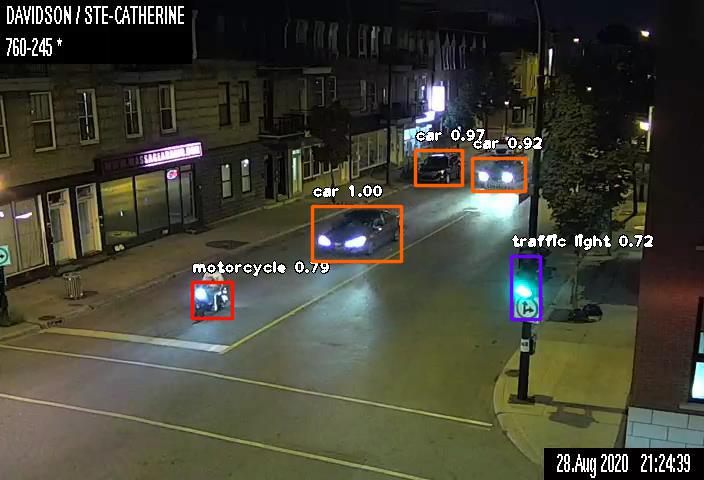 DAVIDSON / STE-CATHERINE
760-245 *
car 0.97
car 0.92
car 1.00
traffic light 0.72
motorcycle 0.79
28.Aug 2020 21:24:39